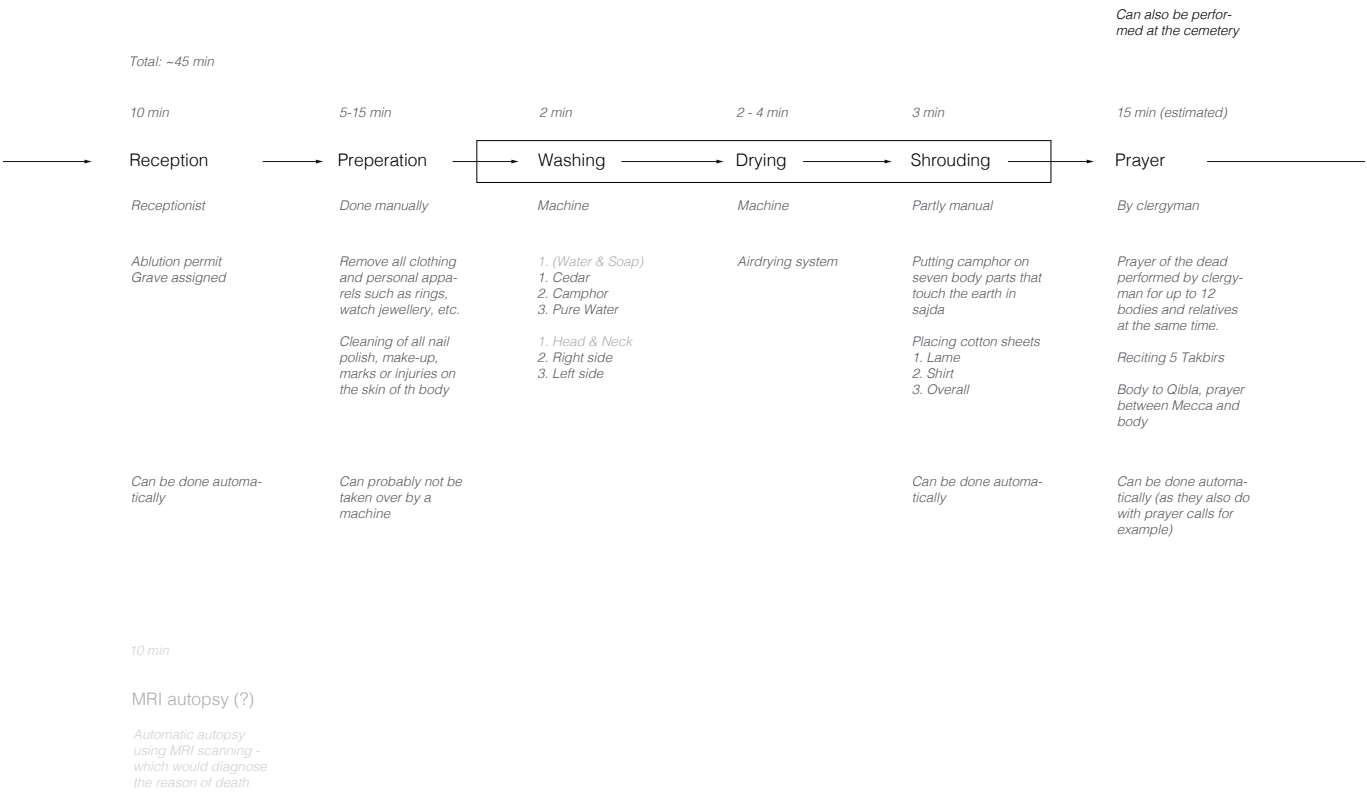 Can also be perfor-
med at the cemetery
Total: ~45 min
10 min
5-15 min
2 min
2 - 4 min
3 min
15 min (estimated)
Reception
Preperation
Washing
Drying
Shrouding
Prayer
Receptionist
Done manually
Machine
Machine
Partly manual
By clergyman
Ablution permit
Grave assigned
Remove all clothing
and personal appa-
rels such as rings,
watch jewellery, etc.
Cleaning of all nail
polish, make-up,
marks or injuries on
the skin of th body
1. (Water & Soap)
1. Cedar
2. Camphor
3. Pure Water
1. Head & Neck
2. Right side
3. Left side
Airdrying system
Putting camphor on
seven body parts that
touch the earth in
sajda
Placing cotton sheets
1. Lame
2. Shirt
3. Overall
Prayer of the dead
performed by clergy-
man for up to 12
bodies and relatives
at the same time.
Reciting 5 Takbirs
Body to Qibla, prayer
between Mecca and
body
Can be done automa-
tically
Can probably not be
taken over by a
machine
Can be done automa-
tically
Can be done automa-
tically (as they also do
with prayer calls for
example)
10 min
MRI autopsy (?)
Automatic autopsy
using MRI scanning -
which would diagnose
the reason of death